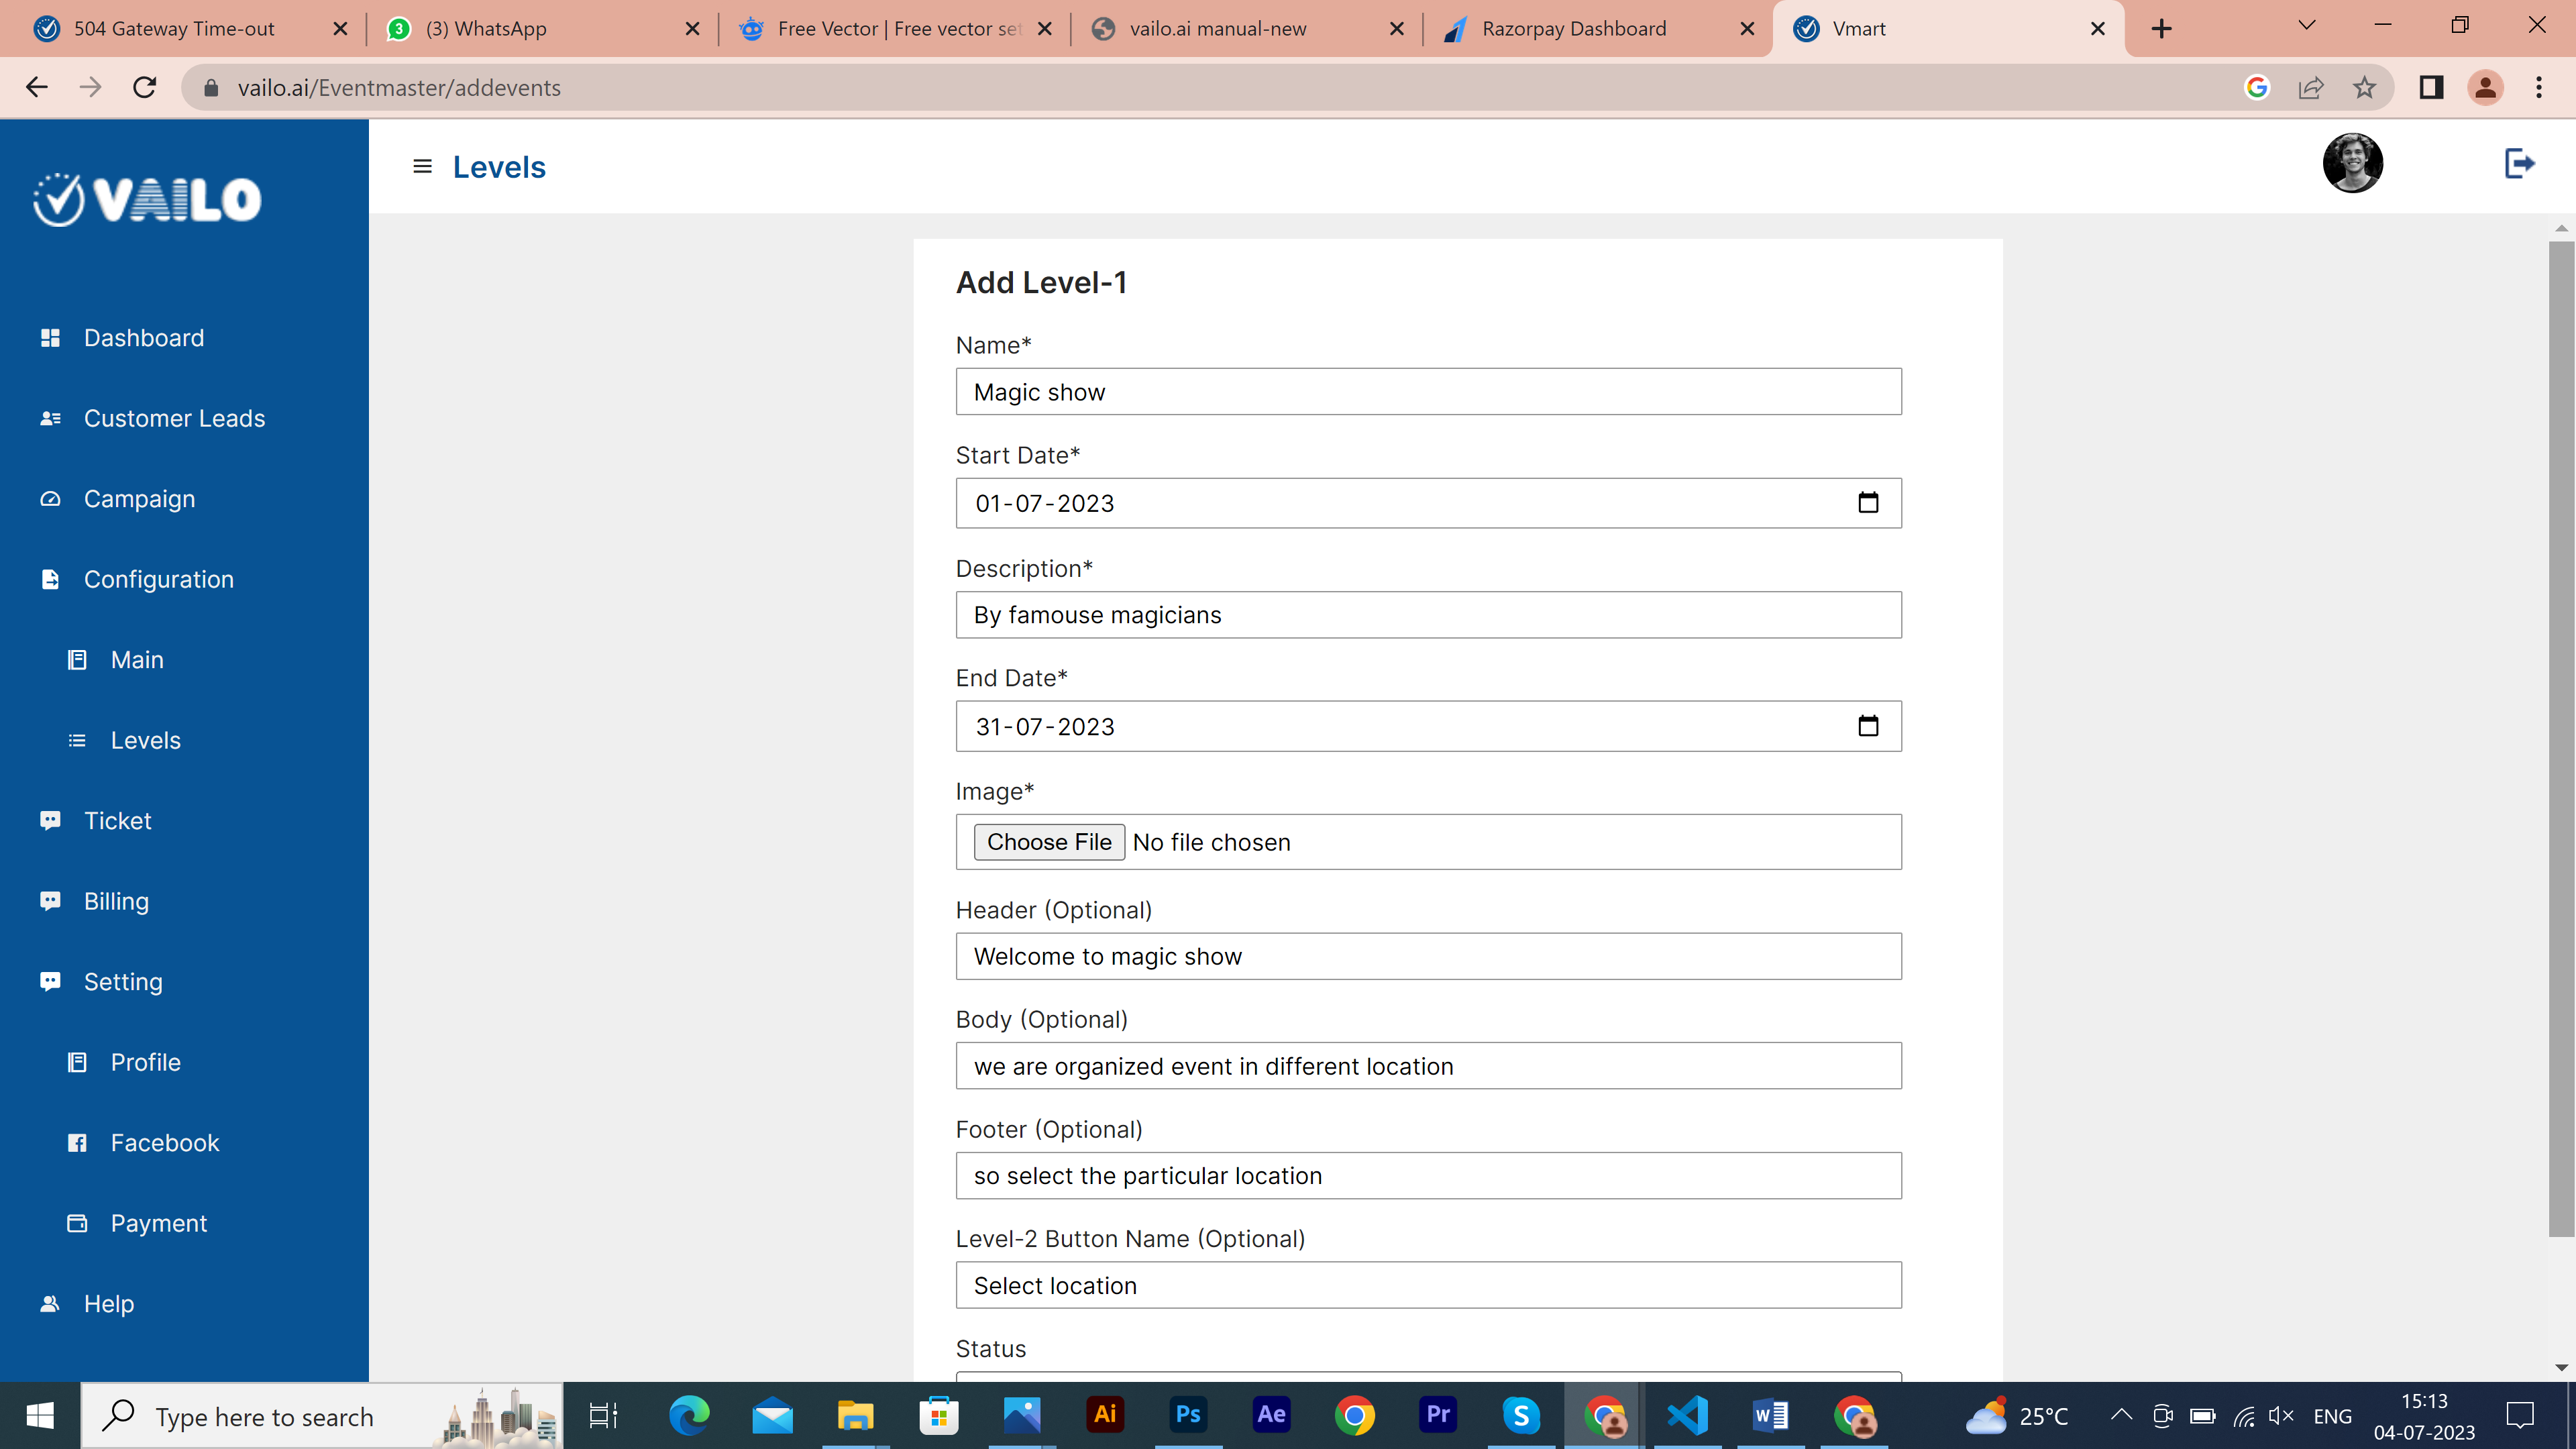 504 Gateway Time-out
(3) WhatsApp
Free Vector | Free vector set
vailo.ai manual-new
Razorpay Dashboard
Vmart
vailo.ai/Eventmaster/addevents
VAILO
Levels
Dashboard
Customer Leads
Campaign
Configuration
Main
Levels
Ticket
Billing
Setting
Profile
Facebook
Payment
Help
Add Level-1
Name*
Magic show
Start Date*
01-07-2023
Description*
By famouse magicians
End Date*
31-07-2023
Image*
Choose File No file chosen
Header (Optional)
Welcome to magic show
Body (Optional)
we are organized event in different location
Footer (Optional)
so select the particular location
Level-2 Button Name (Optional)
Select location
Status
Type here to search
Ai
Ps
Ae
Pr
25°C
ENG
15:13
04-07-2023